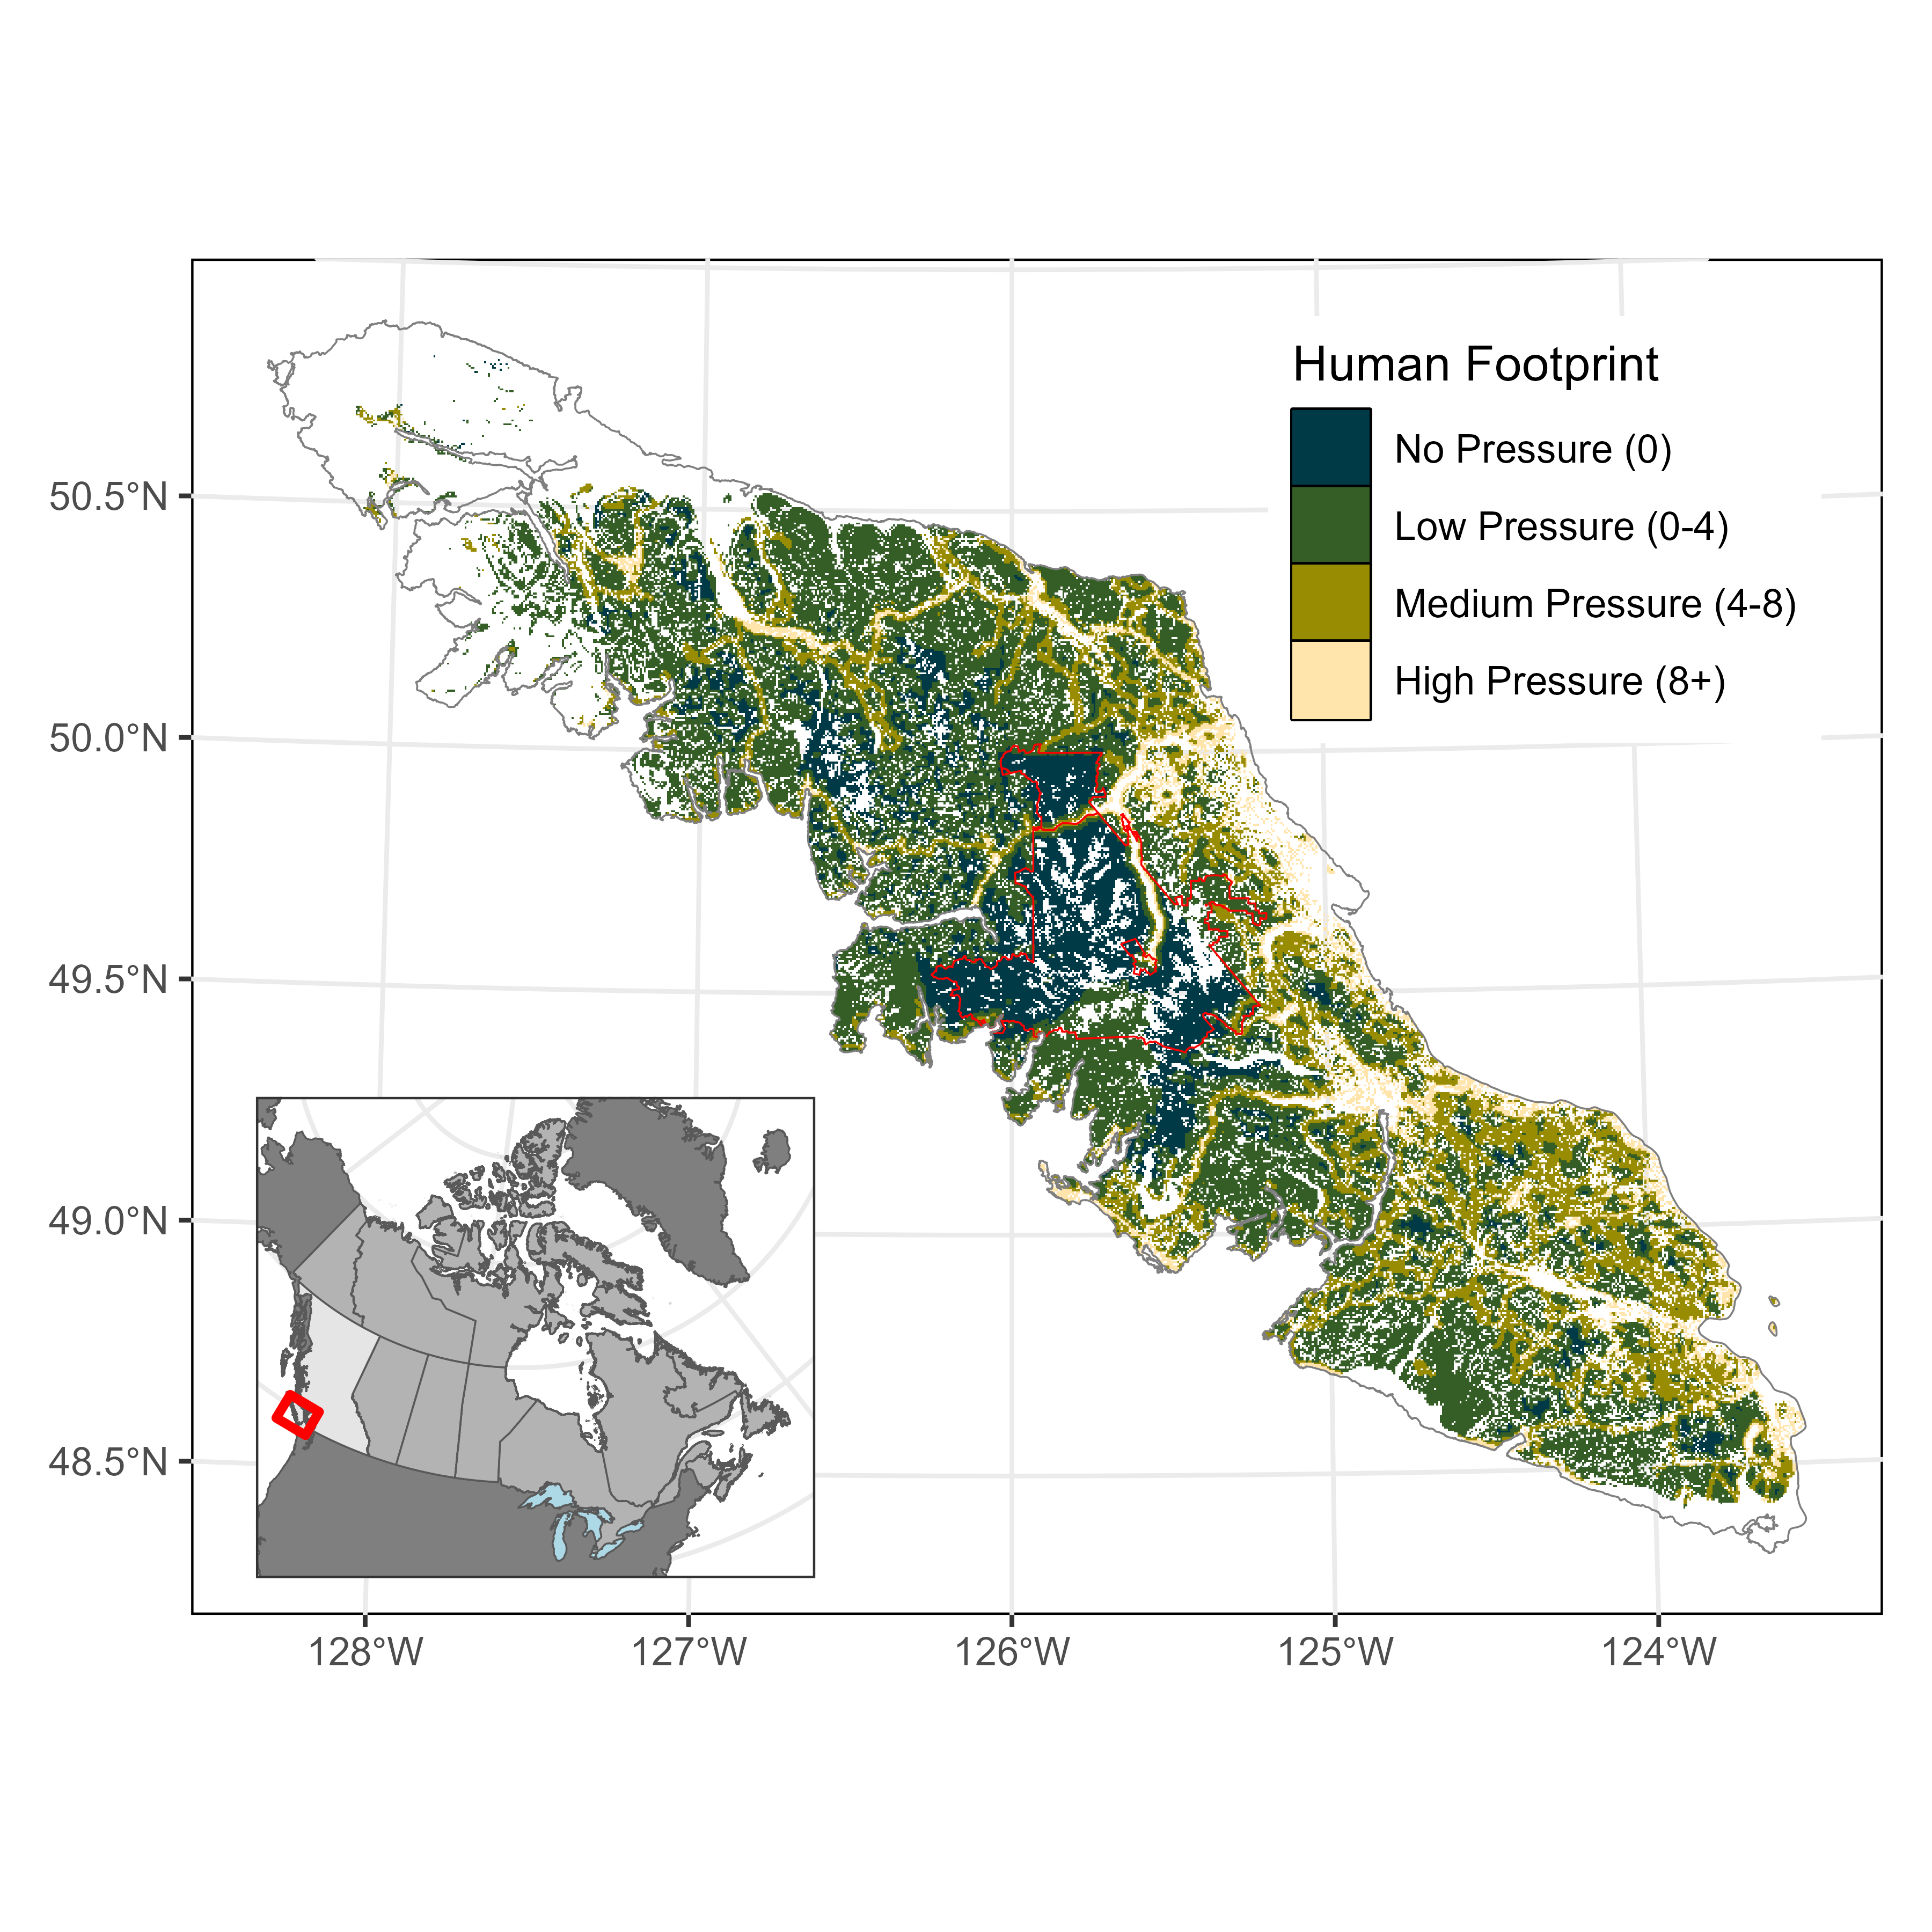 Human Footprint
No Pressure (0)
Low Pressure (0-4)
Medium Pressure (4-8)
High Pressure (8+)
50.5°N
50.0°N
49.5°N
49.0°N
48.5°N
128°W
127°W
126°W
125°W
124°W